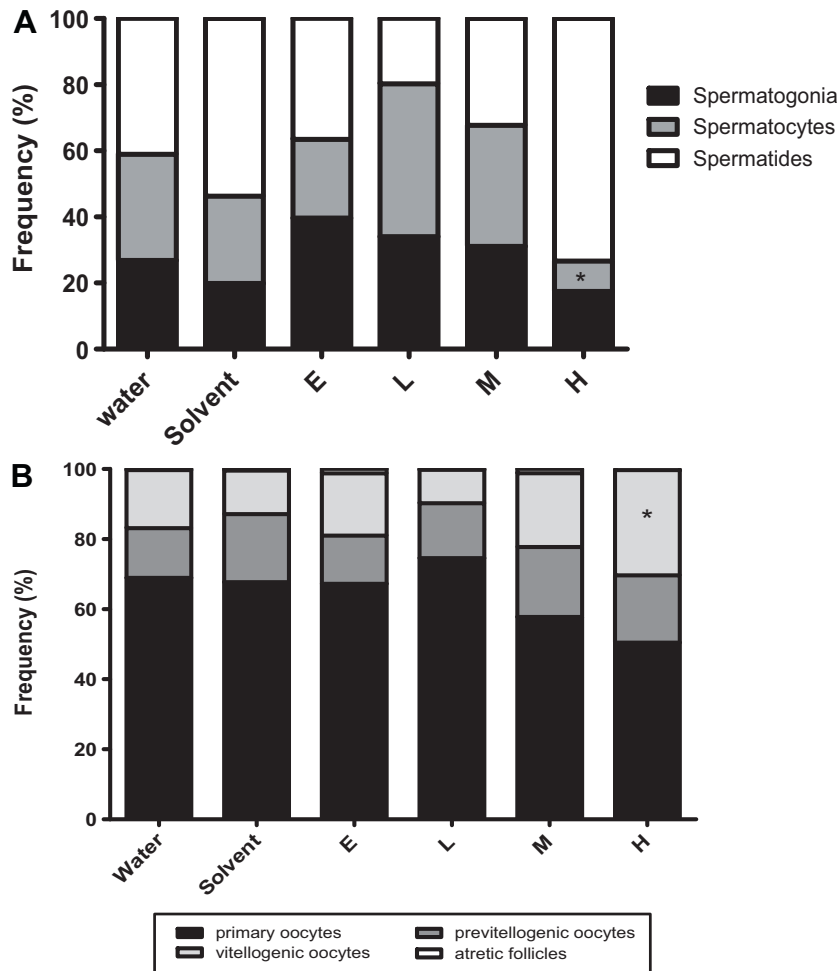 A
Frequency (%)
100
80
60
40
20
0
*
water
Solvent
E
L
M
H
Spermatogonia
Spermatocytes
Spermatides
B
Frequency (%)
100
80
60
40
20
0
*
Water
Solvent
E
L
M
H
primary oocytes previtellogenic oocytes
vitellogenic oocytes atretic follicles